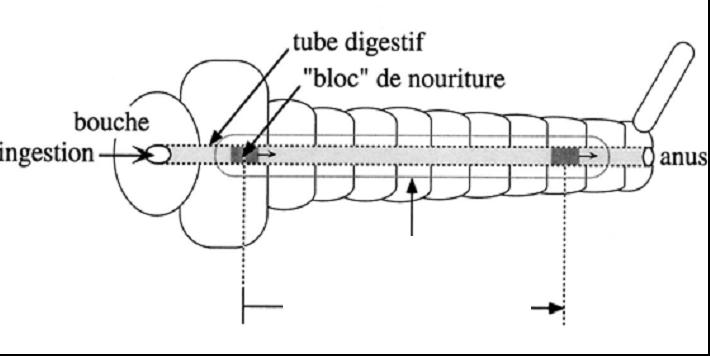 tube digestif
"bloc" de nouriture
bouche
ingestion
anus